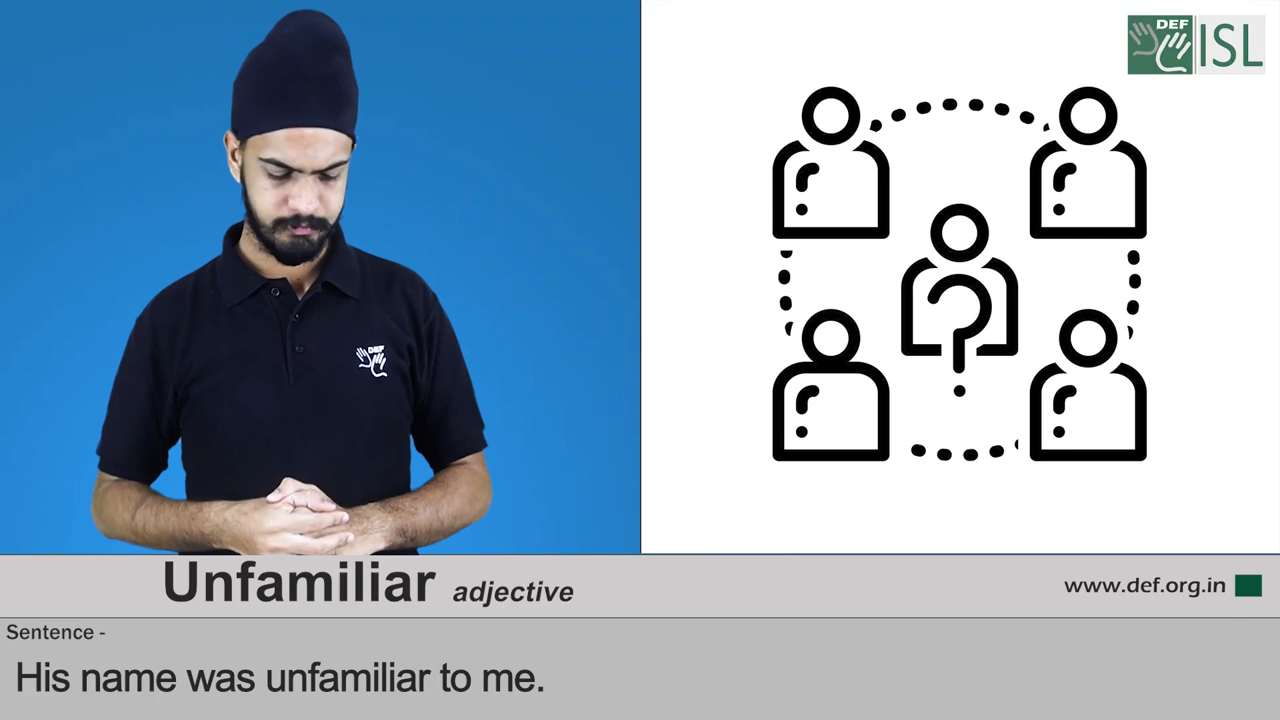 DEF
ISL
DEF
Unfamiliar adjective
www.def.org.in
Sentence -
His name was unfamiliar to me.